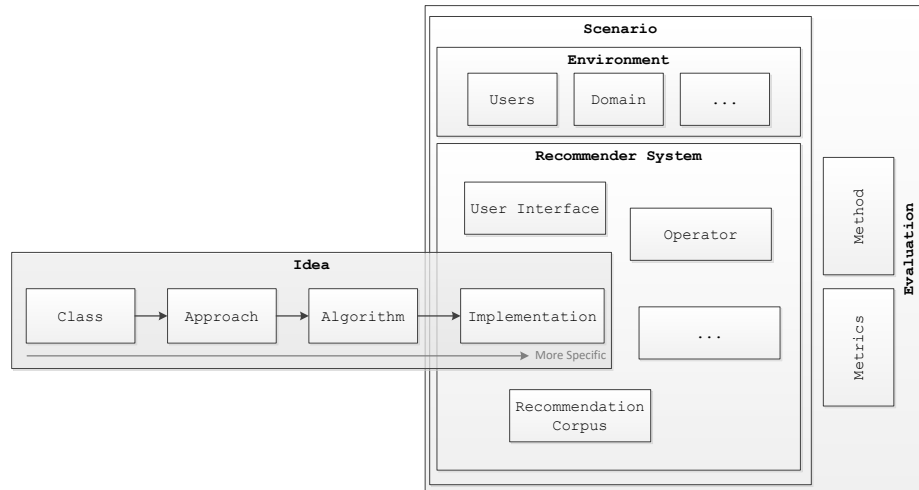 Scenario
Environment
Users
Domain
...
Recommender System
User Interface
Operator
Idea
Class
Approach
Algorithm
Implementation
...
More Specific
Recommendation
Corpus
Method
Metrics
Evaluation